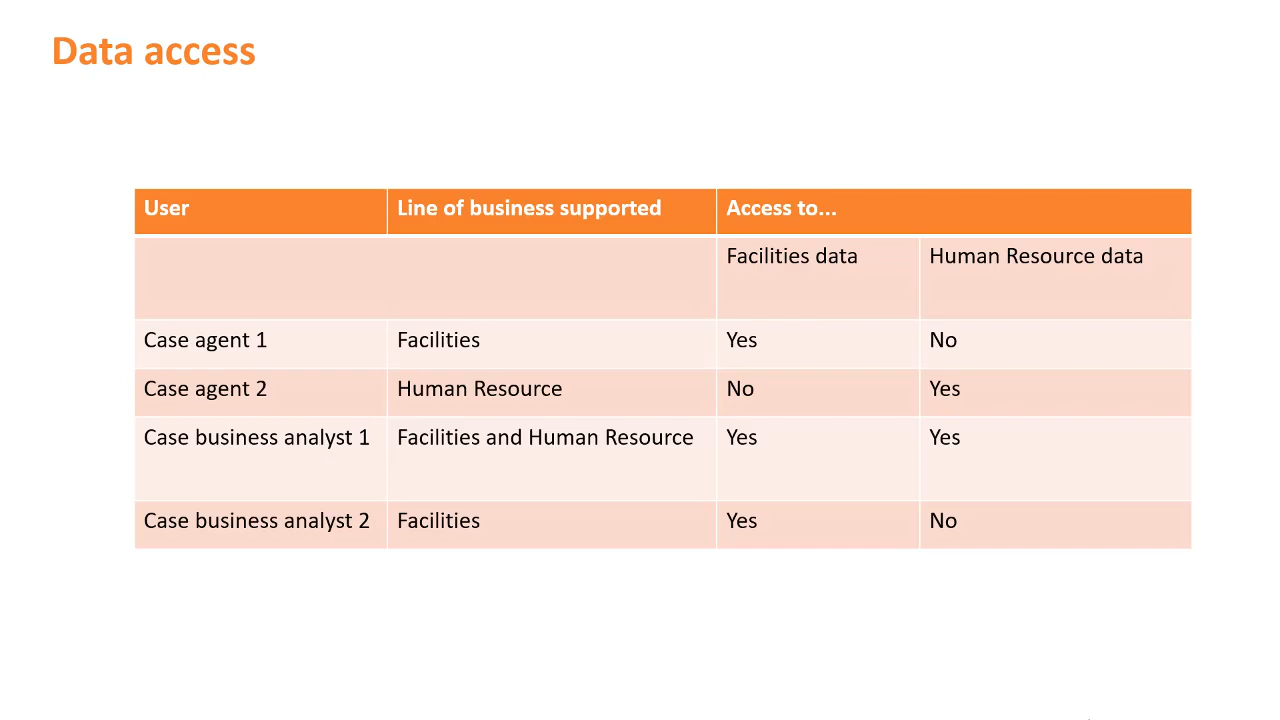 Data access
User Line of business supported Access to...
Facilities data Human Resource data
Case agent 1 Facilities Yes No
Case agent 2 Human Resource No Yes
Case business analyst 1 Facilities and Human Resource Yes Yes
Case business analyst 2 Facilities Yes No